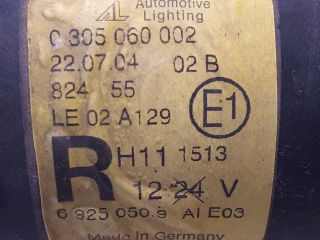 AL Automotive
Lighting
0 305 060 002
22.07.04 02 B
824 55
LE 02 A129
E1
R H11 1513
12-24 V
6 925 050 9 AI E03
Made in Germany